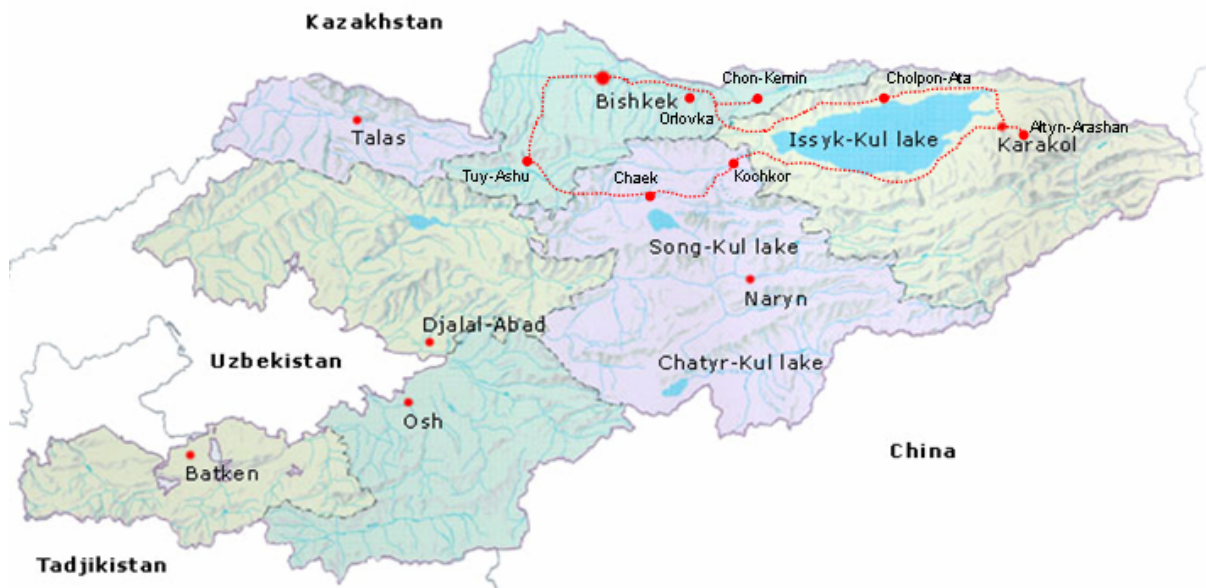 Kazakhstan
Chon-Kemin
Cholpon-Ata
Bishkek
Orlovka
Talas
Issyk-Kul lake
Altyn-Arashan
Karakol
Tuy-Ashu
Chaek
Kochkor
Song-Kul lake
Naryn
Djalal-Abad
Uzbekistan
Chatyr-Kul lake
Osh
China
Batken
Tadjikistan